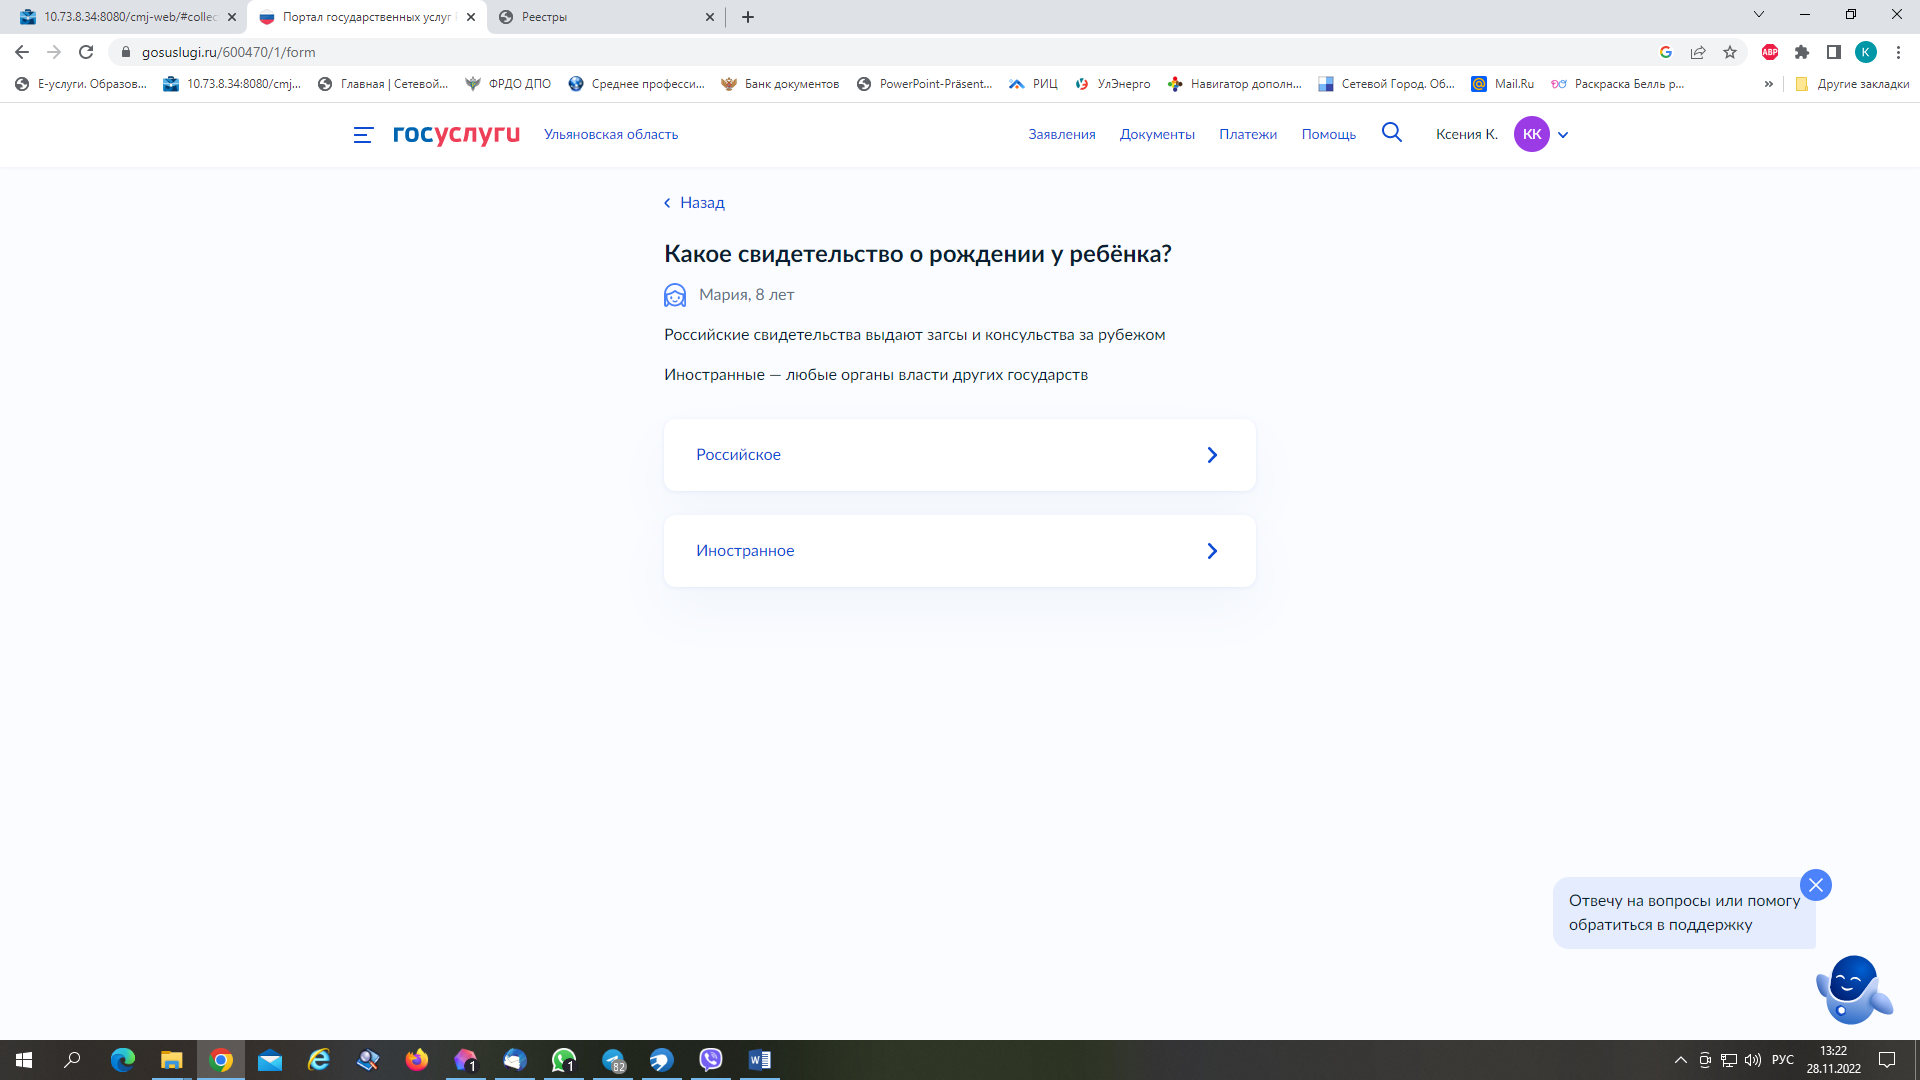 10.73.8.34:8080/cmj-web/#collec
Портал государственных услуг
Реестры
gosuslugi.ru/600470/1/form
ABP
K
Е-услуги. Образов...
10.73.8.34:8080/cmj...
Главная | Сетевой...
ФРДО ДПО
Среднее професси...
Банк документов
PowerPoint-Präsent...
РИЦ
УлЭнерго
Навигатор дополн...
Сетевой Город. Об...
Mail.Ru
Раскраска Белль р...
»
Другие закладки
госуслуги
Ульяновская область
Заявления
Документы
Платежи
Помощь
Ксения К.
КК
Назад
Какое свидетельство о рождении у ребёнка?
Мария, 8 лет
Российские свидетельства выдают загсы и консульства за рубежом
Иностранные — любые органы власти других государств
Российское
Иностранное
Отвечу на вопросы или помогу
обратиться в поддержку
1
1
82
РУС
13:22
28.11.2022